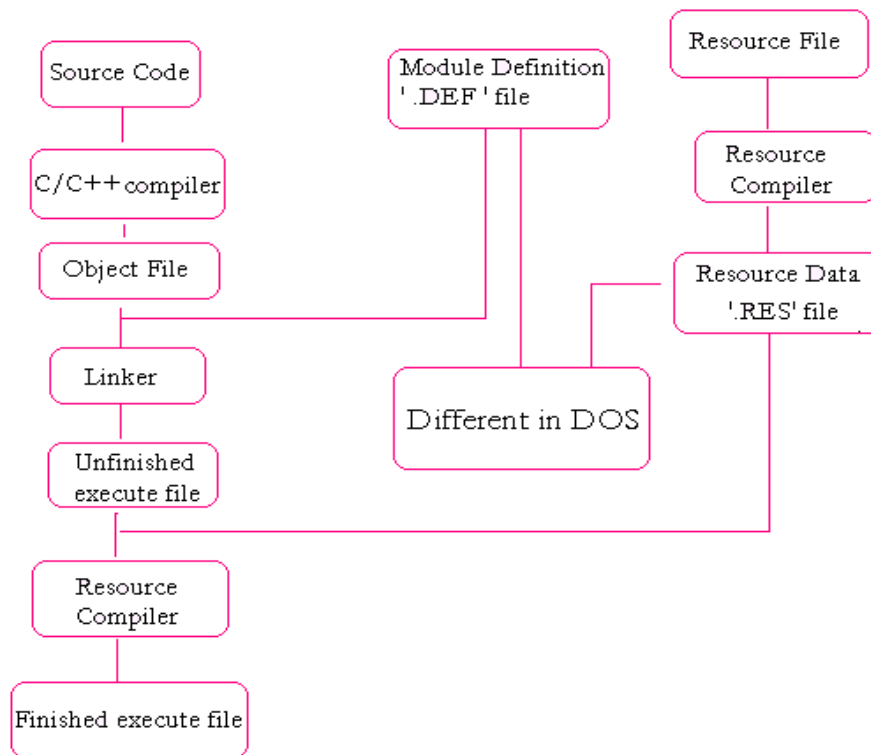 Source Code
C/C++ compiler
Object File
Linker
Unfinished
execute file
Resource
Compiler
Finished execute file
Module Definition
' .DEF ' file
Different in DOS
Resource File
Resource
Compiler
Resource Data
'.RES' file